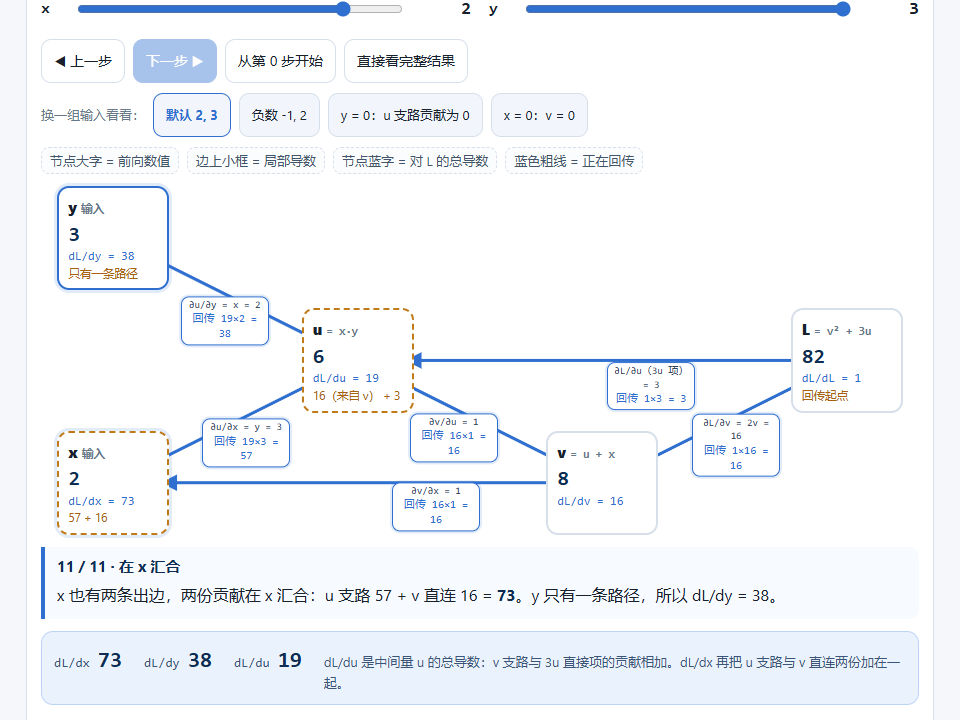 x 2 y 3
◀ 上一步 下一步 ▶ 从第 0 步开始 直接看完整结果
换一组输入看看： 默认 2, 3 负数 -1, 2 y = 0：u 支路贡献为 0 x = 0：v = 0
节点大字 = 前向数值 边上小框 = 局部导数 节点蓝字 = 对 L 的总导数 蓝色粗线 = 正在回传
y 输入
3
dL/dy = 38
只有一条路径
∂u/∂y = x = 2
回传 19×2 =
38
u = x·y
6
dL/du = 19
16（来自 v） + 3
L = v² + 3u
82
dL/dL = 1
回传起点
∂L/∂u（3u 项）
= 3
回传 1×3 = 3
∂u/∂x = y = 3
回传 19×3 =
57
∂v/∂u = 1
回传 16×1 =
16
∂L/∂v = 2v =
16
回传 1×16 =
16
x 输入
2
dL/dx = 73
57 + 16
v = u + x
8
dL/dv = 16
∂v/∂x = 1
回传 16×1 =
16
11 / 11 · 在 x 汇合
x 也有两条出边，两份贡献在 x 汇合：u 支路 57 + v 直连 16 = 73。y 只有一条路径，所以 dL/dy = 38。
dL/dx 73 dL/dy 38 dL/du 19 dL/du 是中间量 u 的总导数：v 支路与 3u 直接项的贡献相加。dL/dx 再把 u 支路与 v 直连两份加在一
起。